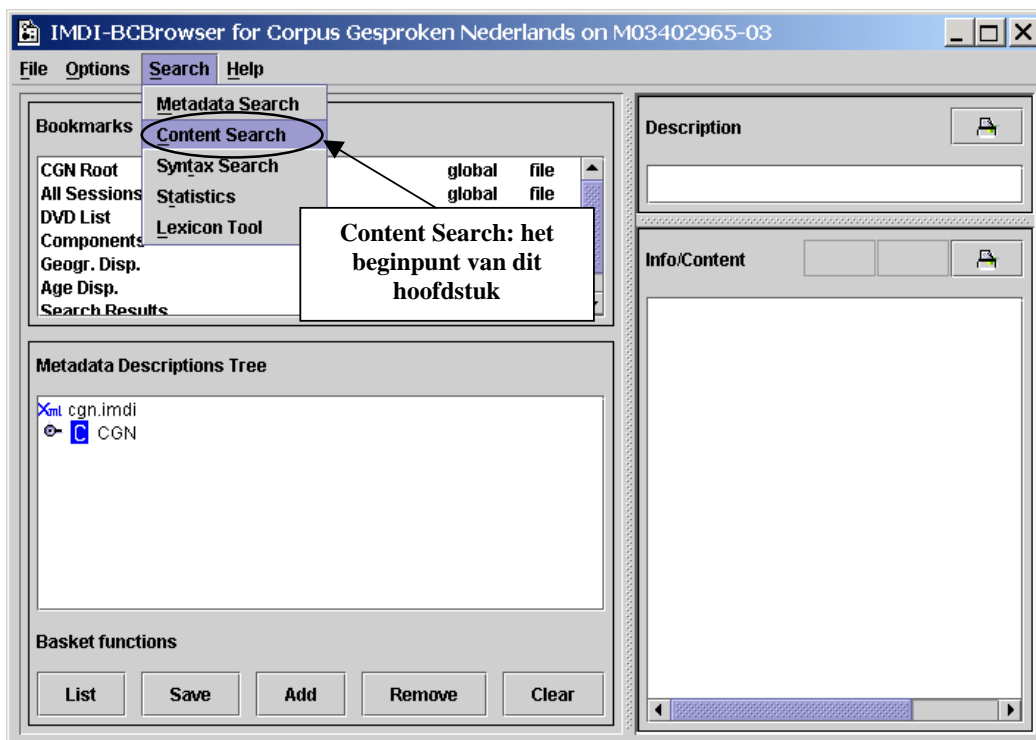 IMDI-BCBrowser for Corpus Gesproken Nederlands on M03402965-03
File Options Search Help
Metadata Search
Content Search
Syntax Search
Statistics
Lexicon Tool
Bookmarks
CGN Root global file
All Sessions global file
DVD List
Components
Geogr. Disp.
Age Disp.
Search Results
Content Search: het
beginpunt van dit
hoofdstuk
Metadata Descriptions Tree
Xml cgn.imdi
C CGN
Basket functions
List Save Add Remove Clear
Description
Info/Content